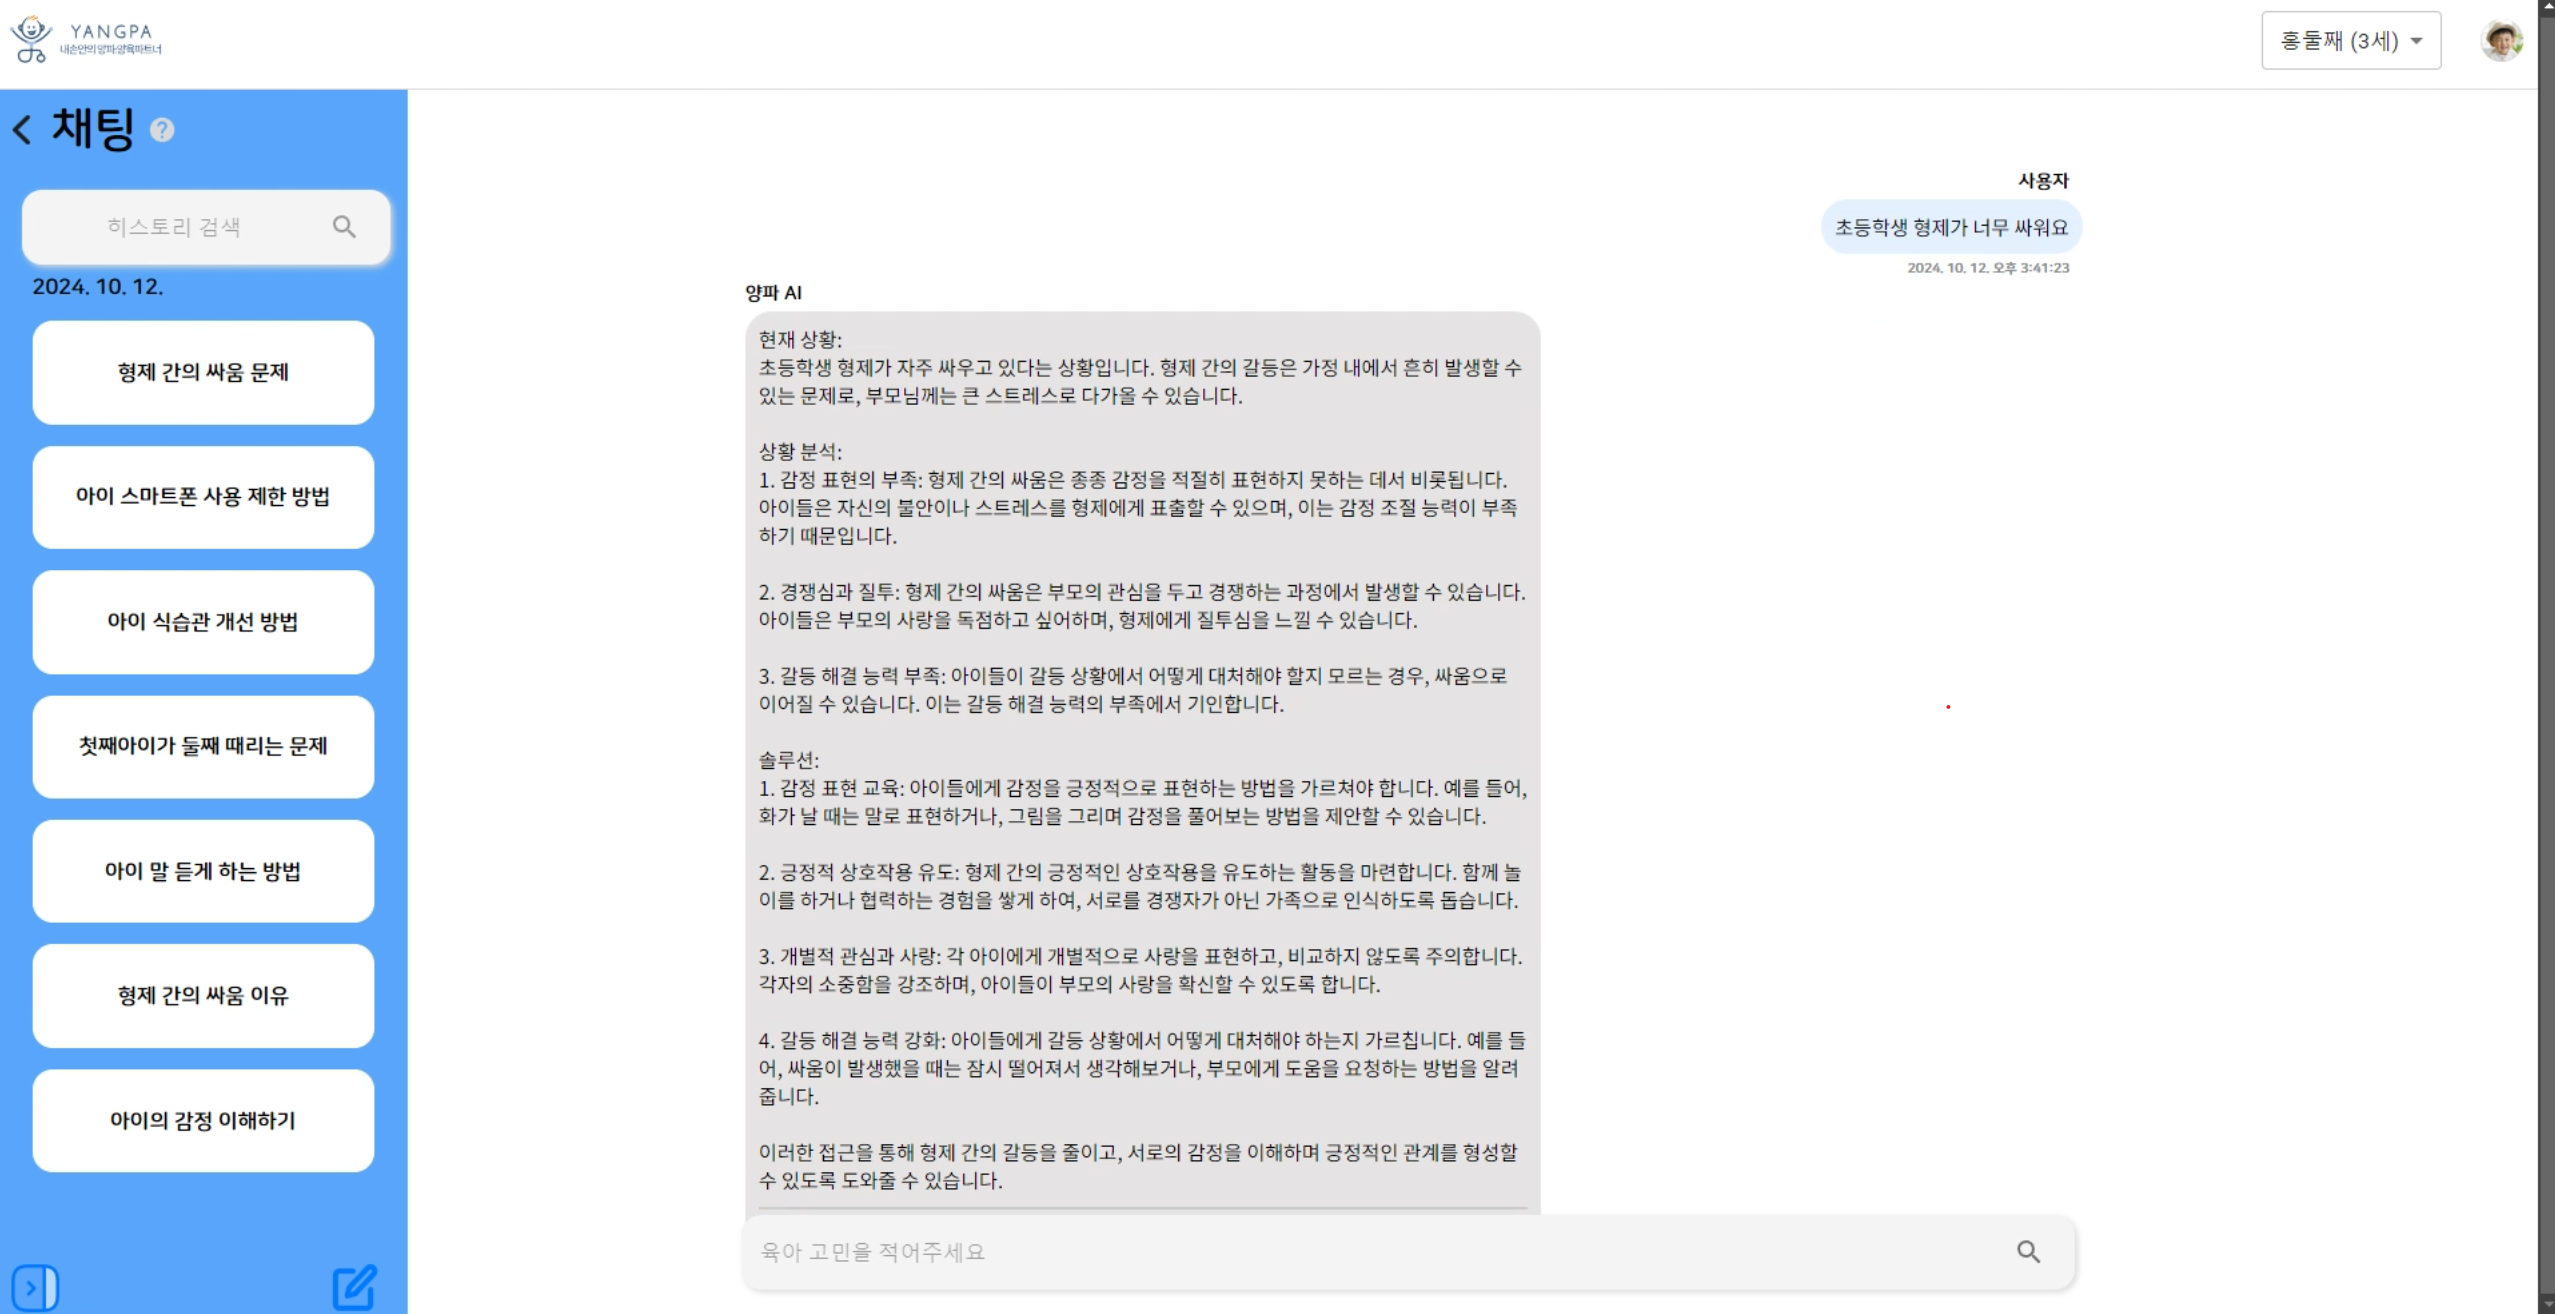 YANGPA
내손안의양파:양육파트너
홍둘째 (3세)
채팅
?
히스토리 검색
2024. 10. 12.
형제 간의 싸움 문제
아이 스마트폰 사용 제한 방법
아이 식습관 개선 방법
첫째아이가 둘째 때리는 문제
아이 말 듣게 하는 방법
형제 간의 싸움 이유
아이의 감정 이해하기
사용자
초등학생 형제가 너무 싸워요
2024. 10. 12. 오후 3:41:23
양파 AI
현재 상황:
초등학생 형제가 자주 싸우고 있다는 상황입니다. 형제 간의 갈등은 가정 내에서 흔히 발생할 수
있는 문제로, 부모님께는 큰 스트레스로 다가올 수 있습니다.
상황 분석:
1. 감정 표현의 부족: 형제 간의 싸움은 종종 감정을 적절히 표현하지 못하는 데서 비롯됩니다.
아이들은 자신의 불안이나 스트레스를 형제에게 표출할 수 있으며, 이는 감정 조절 능력이 부족
하기 때문입니다.
2. 경쟁심과 질투: 형제 간의 싸움은 부모의 관심을 두고 경쟁하는 과정에서 발생할 수 있습니다.
아이들은 부모의 사랑을 독점하고 싶어하며, 형제에게 질투심을 느낄 수 있습니다.
3. 갈등 해결 능력 부족: 아이들이 갈등 상황에서 어떻게 대처해야 할지 모르는 경우, 싸움으로
이어질 수 있습니다. 이는 갈등 해결 능력의 부족에서 기인합니다.
솔루션:
1. 감정 표현 교육: 아이들에게 감정을 긍정적으로 표현하는 방법을 가르쳐야 합니다. 예를 들어,
화가 날 때는 말로 표현하거나, 그림을 그리며 감정을 풀어보는 방법을 제안할 수 있습니다.
2. 긍정적 상호작용 유도: 형제 간의 긍정적인 상호작용을 유도하는 활동을 마련합니다. 함께 놀
이를 하거나 협력하는 경험을 쌓게 하여, 서로를 경쟁자가 아닌 가족으로 인식하도록 돕습니다.
3. 개별적 관심과 사랑: 각 아이에게 개별적으로 사랑을 표현하고, 비교하지 않도록 주의합니다.
각자의 소중함을 강조하며, 아이들이 부모의 사랑을 확신할 수 있도록 합니다.
4. 갈등 해결 능력 강화: 아이들에게 갈등 상황에서 어떻게 대처해야 하는지 가르칩니다. 예를 들
어, 싸움이 발생했을 때는 잠시 떨어져서 생각해보거나, 부모에게 도움을 요청하는 방법을 알려
줍니다.
이러한 접근을 통해 형제 간의 갈등을 줄이고, 서로의 감정을 이해하며 긍정적인 관계를 형성할
수 있도록 도와줄 수 있습니다.
육아 고민을 적어주세요